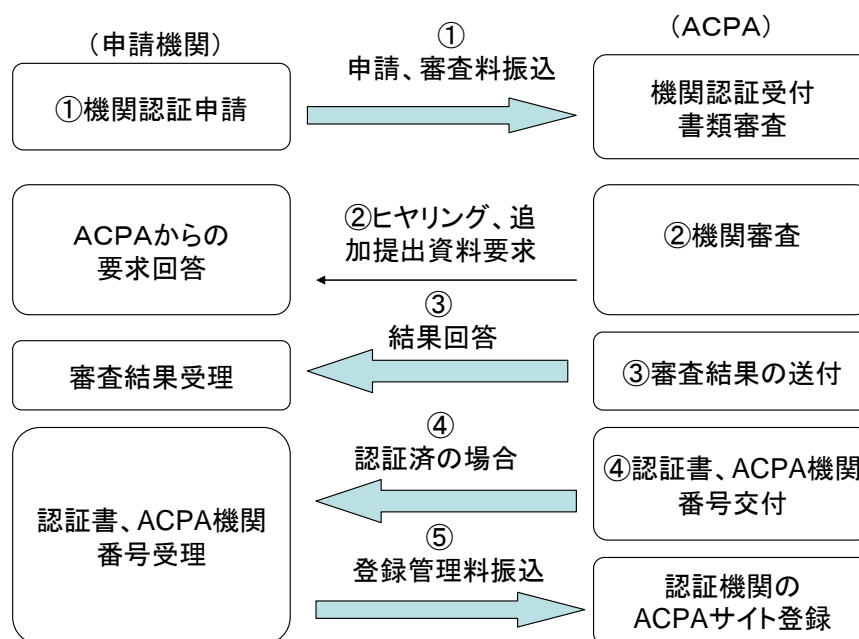 （申請機関）
①
申請、審査料振込
（ＡＣＰＡ）
①機関認証申請
機関認証受付
書類審査
ＡＣＰＡからの
要求回答
②ヒヤリング、追
加提出資料要求
②機関審査
③
結果回答
審査結果受理
③審査結果の送付
④
認証済の場合
④認証書、ACPA機関
番号交付
認証書、ACPA機関
番号受理
⑤
登録管理料振込
認証機関の
ACPAサイト登録